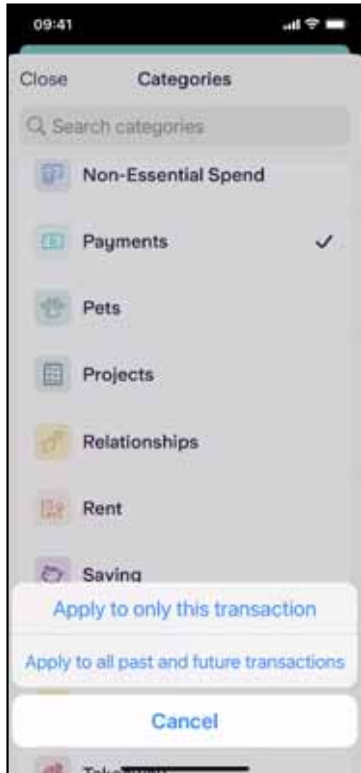 09:41
Close Categories
Search categories
Non-Essential Spend
Payments
Pets
Projects
Relationships
Rent
Saving
Apply to only this transaction
Apply to all past and future transactions
Cancel